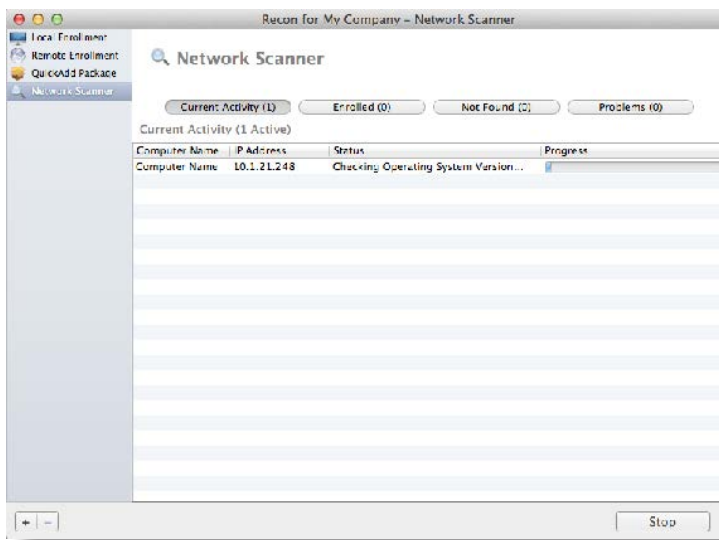 Recon for My Company – Network Scanner
Local Enrollment
Remote Enrollment
QuickAdd Package
Network Scanner
Network Scanner
Current Activity (1) Enrolled (0) Not Found (0) Problems (0)
Current Activity (1 Active)
Computer Name IP Address Status Progress
Computer Name 10.1.21.248 Checking Operating System Version...
+ –
Stop